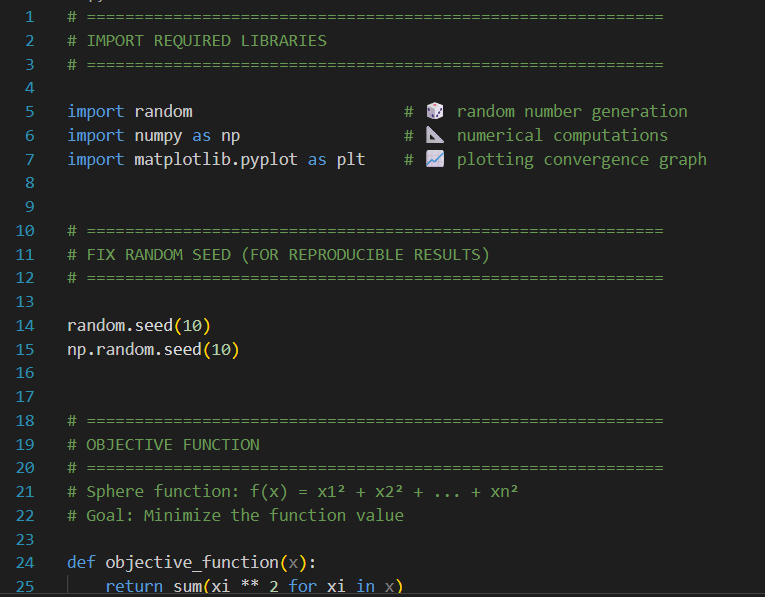 1 # ============================================================
2 # IMPORT REQUIRED LIBRARIES
3 # ============================================================
4
5 import random # 🎲 random number generation
6 import numpy as np # 📐 numerical computations
7 import matplotlib.pyplot as plt # 📈 plotting convergence graph
8
9
10 # ============================================================
11 # FIX RANDOM SEED (FOR REPRODUCIBLE RESULTS)
12 # ============================================================
13
14 random.seed(10)
15 np.random.seed(10)
16
17
18 # ============================================================
19 # OBJECTIVE FUNCTION
20 # ============================================================
21 # Sphere function: f(x) = x1² + x2² + ... + xn²
22 # Goal: Minimize the function value
23
24 def objective_function(x):
25 return sum(xi ** 2 for xi in x)